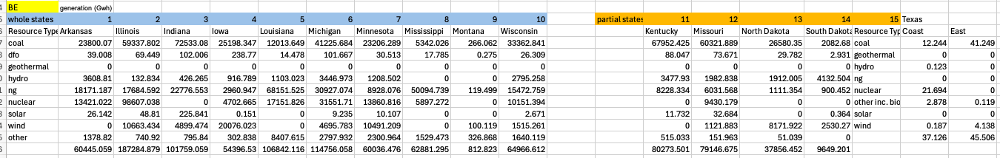 4 BE generation (Gwh)
5 whole states 1 2 3 4 5 6 7 8 9 10 partial states 11 12 13 14 15 Texas
6 Resource Type Arkansas Illinois Indiana Iowa Louisiana Michigan Minnesota Mississippi Montana Wisconsin Kentucky Missouri North Dakota South Dakota Resource Typ Coast East
7 coal 23800.07 59337.802 72533.08 25198.347 12013.649 41225.684 23206.289 5342.026 266.062 33362.841 67952.425 60321.889 26580.35 2082.68 coal 12.244 41.249
8 dfo 39.008 69.449 102.006 238.77 14.478 101.667 30.513 17.785 0.275 26.309 88.047 73.671 29.782 2.931 geothermal 0 0
9 geothermal 0 0 0 0 0 0 0 0 0 0 0 0 0 0 hydro 0.123 0
0 hydro 3608.81 132.834 426.265 916.789 1103.023 3446.973 1208.502 0 0 2795.258 3477.93 1982.838 1912.005 4132.504 ng 0 0
1 ng 18171.187 17684.592 22776.553 2960.947 68151.525 30927.074 8928.076 50094.739 119.499 15472.759 8228.334 6031.568 1111.354 900.452 nuclear 21.694 0
2 nuclear 13421.022 98607.038 0 4702.665 17151.826 31551.71 13860.816 5897.272 0 10151.394 0 9430.179 0 0 other inc. bio 2.878 0.119
3 solar 26.142 48.81 225.841 0.151 0 9.235 10.107 0 0 2.671 11.732 32.684 0 0.364 solar 0 0
4 wind 0 10663.434 4899.474 20076.023 0 4695.783 10491.209 0 100.119 1515.261 0 1121.883 8171.922 2530.27 wind 0.187 4.138
5 other 1378.82 740.92 795.84 302.838 8407.615 2797.932 2300.964 1529.473 326.868 1640.119 515.033 151.963 51.039 0 37.126 45.506
6 60445.059 187284.879 101759.059 54396.53 106842.116 114756.058 60036.476 62881.295 812.823 64966.612 80273.501 79146.675 37856.452 9649.201